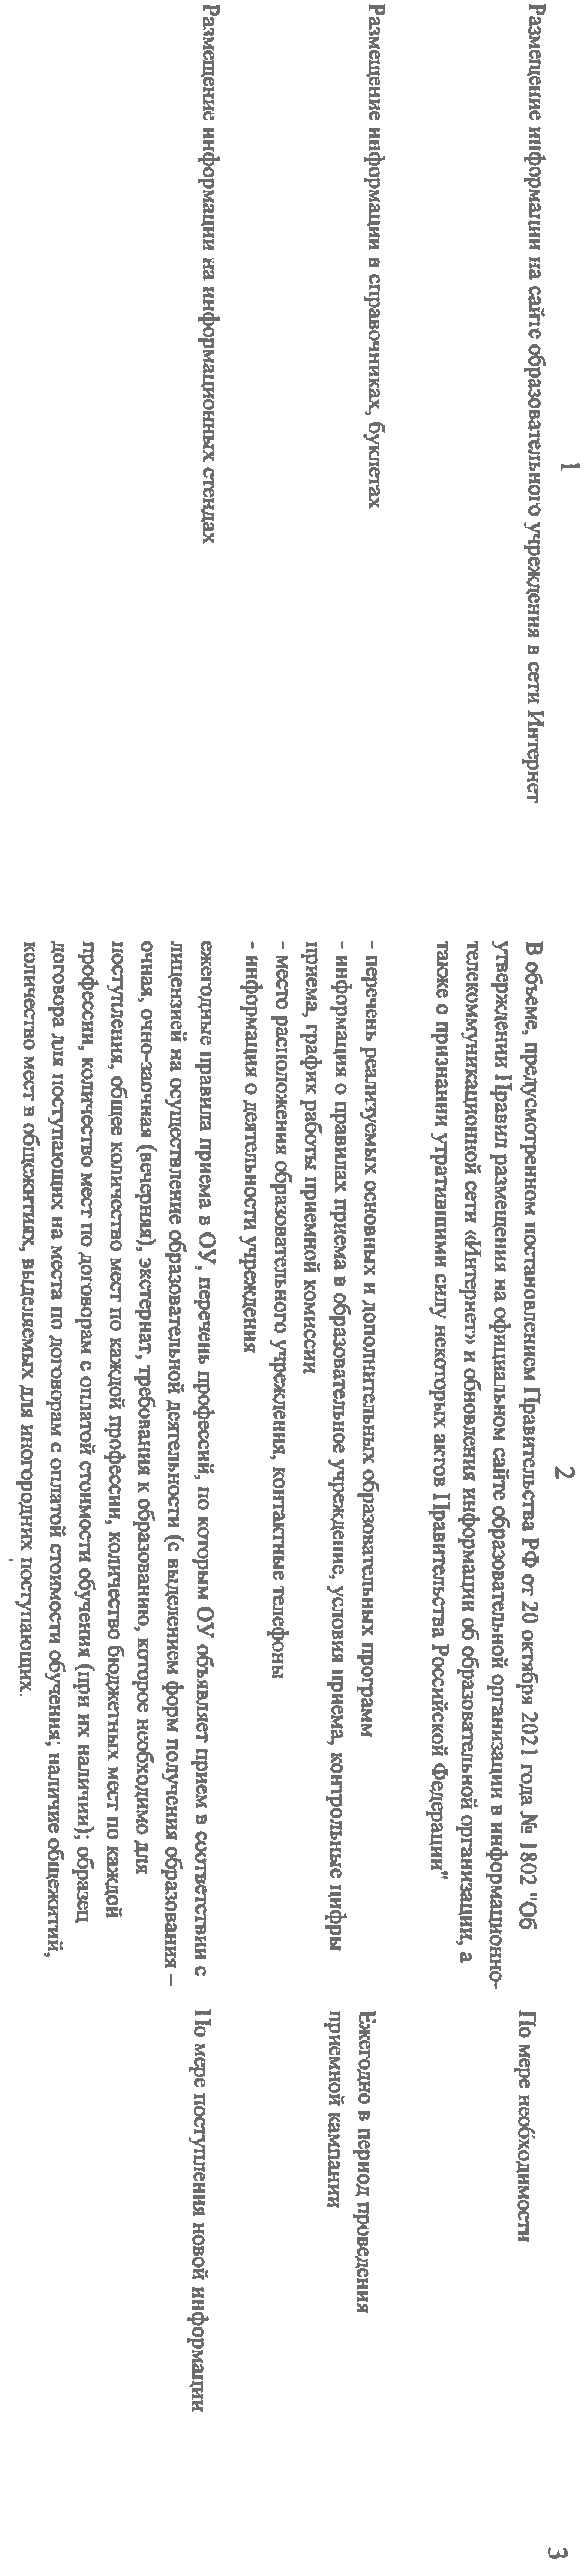 1
2
3
Размещение информации на сайте образовательного учреждения в сети Интернет
В объеме, предусмотренном постановлением Правительства РФ от 20 октября 2021 года № 1802 "Об
утверждении Правил размещения на официальном сайте образовательной организации в информационно-
телекоммуникационной сети «Интернет» и обновления информации об образовательной организации, а
также о признании утратившими силу некоторых актов Правительства Российской Федерации"
По мере необходимости
Размещение информации в справочниках, буклетах
- перечень реализуемых основных и дополнительных образовательных программ
- информация о правилах приема в образовательное учреждение, условия приема, контрольные цифры
приема, график работы приемной комиссии
- место расположения образовательного учреждения, контактные телефоны
- информация о деятельности учреждения
Ежегодно в период проведения
приемной кампании
Размещение информации на информационных стендах
ежегодные правила приема в ОУ, перечень профессий, по которым ОУ объявляет прием в соответствии с
лицензией на осуществление образовательной деятельности (с выделением форм получения образования –
очная, очно-заочная (вечерняя), экстернат, требования к образованию, которое необходимо для
поступления, общее количество мест по каждой профессии, количество бюджетных мест по каждой
профессии, количество мест по договорам с оплатой стоимости обучения (при их наличии); образец
договора для поступающих на места по договорам с оплатой стоимости обучения; наличие общежитий,
количество мест в общежитиях, выделяемых для иногородних поступающих.
По мере поступления новой информации